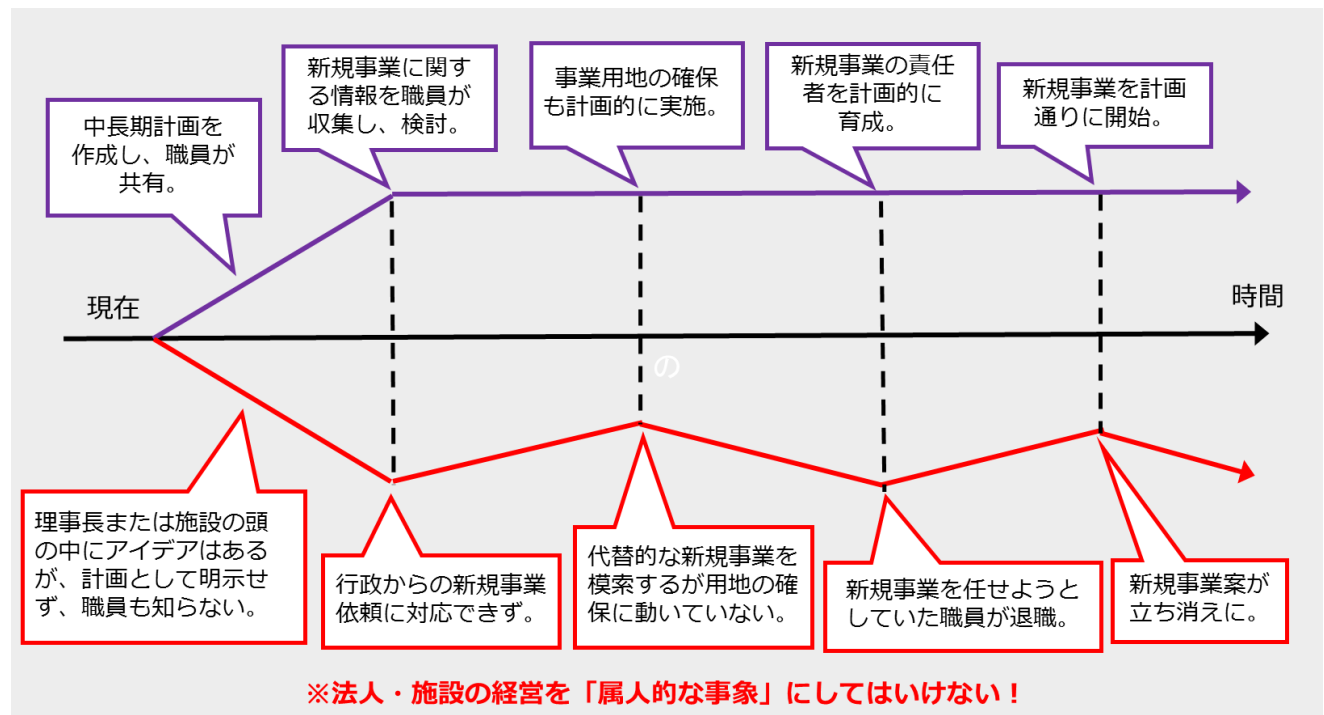 中長期計画を
作成し、職員が
共有。
新規事業に関す
る情報を職員が
収集し、検討。
事業用地の確保
も計画的に実施。
新規事業の責任
者を計画的に
育成。
新規事業を計画
通りに開始。
現在
時間
の
理事長または施設の頭
の中にアイデアはある
が、計画として明示せ
ず、職員も知らない。
行政からの新規事業
依頼に対応できず。
代替的な新規事業を
模索するが用地の確
保に動いていない。
新規事業を任せようと
していた職員が退職。
新規事業案が
立ち消えに。
※法人・施設の経営を「属人的な事象」にしてはいけない！